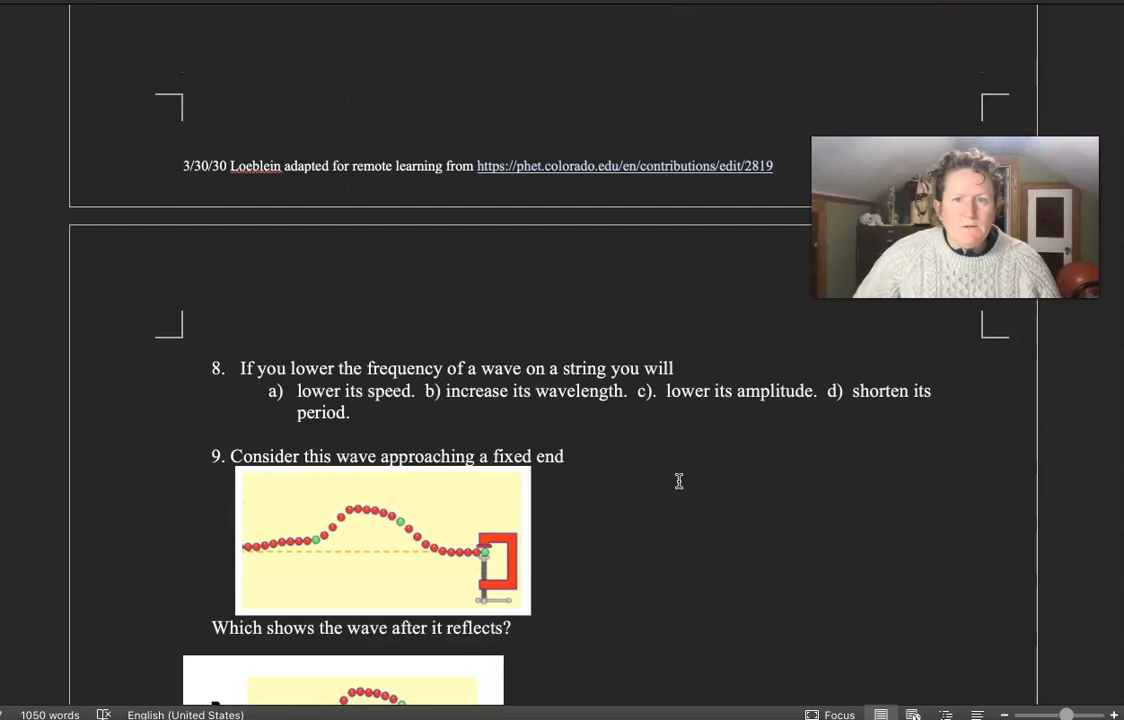 3/30/30 Loeblein adapted for remote learning from https://phet.colorado.edu/en/contributions/edit/2819
8. If you lower the frequency of a wave on a string you will
a) lower its speed. b) increase its wavelength. c). lower its amplitude. d) shorten its
period.
9. Consider this wave approaching a fixed end
Which shows the wave after it reflects?
1050 words English (United States) Focus